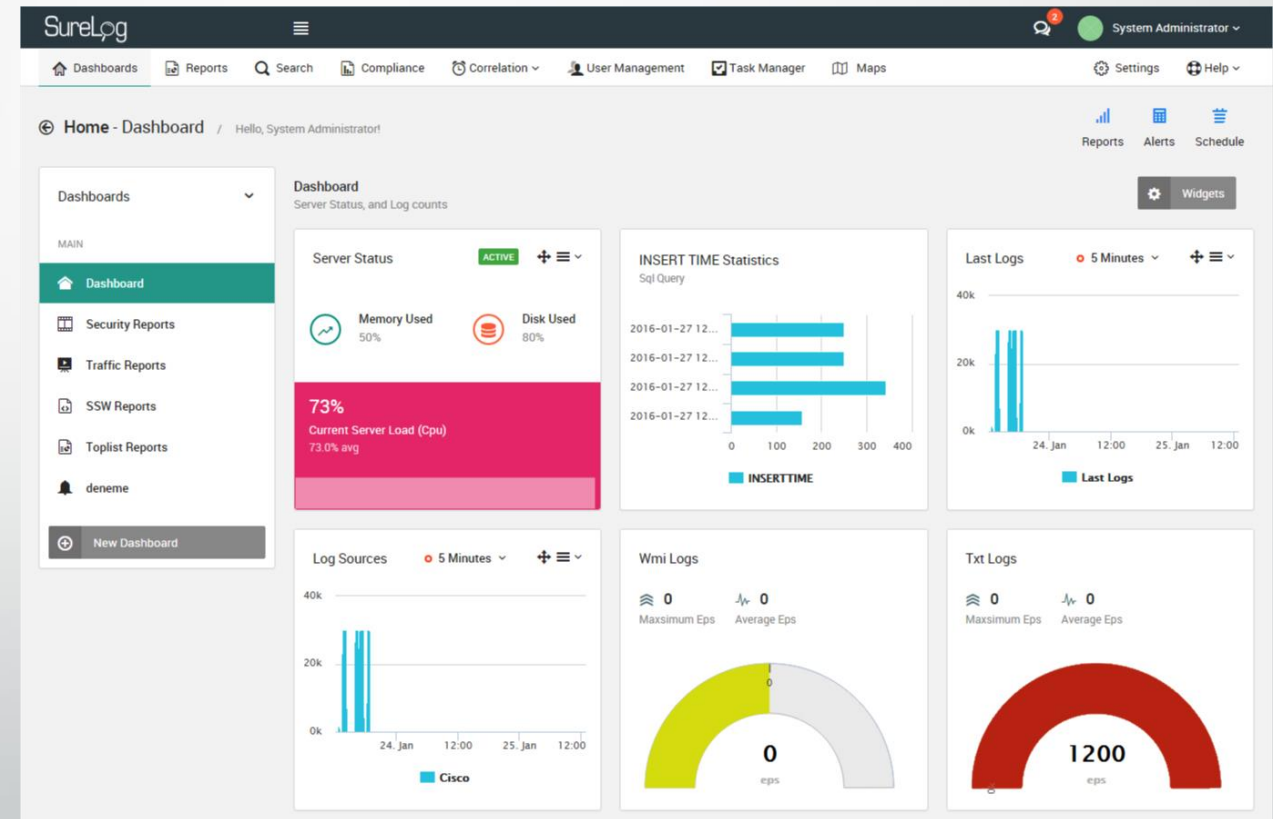 SureLog
2
System Administrator
Dashboards Reports Search Compliance Correlation User Management Task Manager Maps Settings Help
Home - Dashboard / Hello, System Administrator!
Reports Alerts Schedule
Dashboards
MAIN
Dashboard
Security Reports
Traffic Reports
SSW Reports
Toplist Reports
deneme
New Dashboard
Dashboard
Server Status, and Log counts
Widgets
Server Status ACTIVE
Memory Used
50%
Disk Used
80%
73%
Current Server Load (Cpu)
73.0% avg
INSERT TIME Statistics
Sql Query
2016-01-27 12...
2016-01-27 12...
2016-01-27 12...
2016-01-27 12...
0 100 200 300 400
INSERTTIME
Last Logs 5 Minutes
40k
20k
0k
24. Jan 12:00 25. Jan 12:00
Last Logs
Log Sources 5 Minutes
40k
20k
0k
24. Jan 12:00 25. Jan 12:00
Cisco
Wmi Logs
0 0
Maxsimum Eps Average Eps
0
0
eps
Txt Logs
0 0
Maxsimum Eps Average Eps
1200
eps